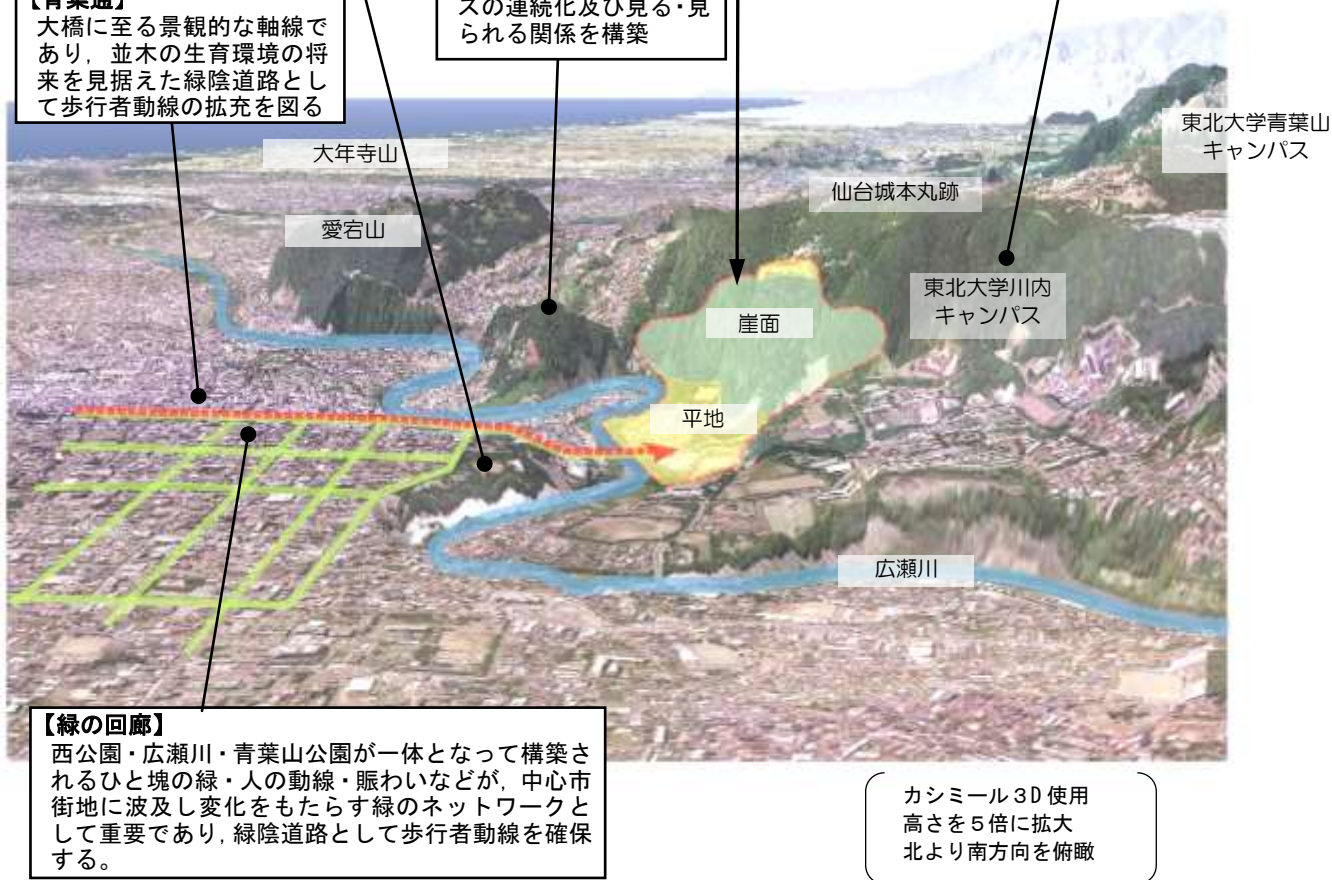 【青葉通】
大橋に至る景観的な軸線で
あり，並木の生育環境の将
来を見据えた緑陰道路とし
て歩行者動線の拡充を図る
スの連続化及び見る・見
られる関係を構築
東北大学青葉山
キャンパス
大年寺山
仙台城本丸跡
愛宕山
東北大学川内
キャンパス
崖面
平地
広瀬川
【緑の回廊】
西公園・広瀬川・青葉山公園が一体となって構築さ
れるひと塊の緑・人の動線・賑わいなどが，中心市
街地に波及し変化をもたらす緑のネットワークと
して重要であり，緑陰道路として歩行者動線を確保
する。
カシミール３D 使用
高さを５倍に拡大
北より南方向を俯瞰